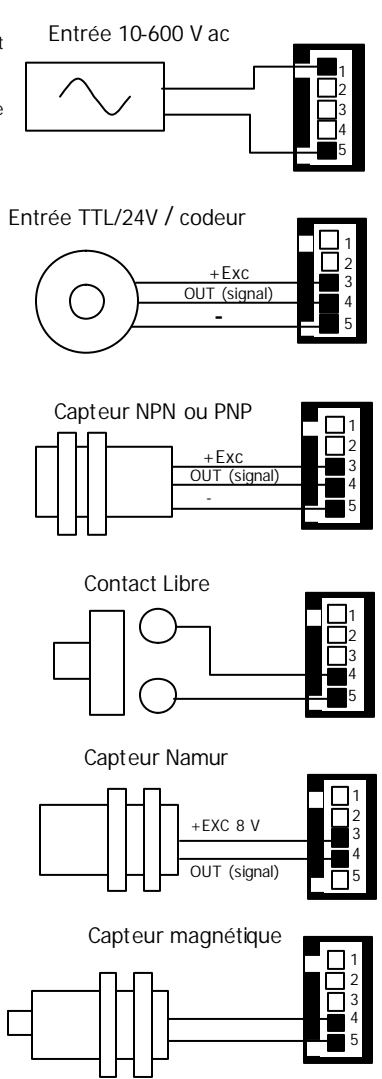 Entrée 10-600 V ac
t
e
1
2
3
4
5
Entrée TTL/24V / codeur
+Exc
OUT (signal)
-
1
2
3
4
5
Capteur NPN ou PNP
+Exc
OUT (signal)
-
1
2
3
4
5
Contact Libre
1
2
3
4
5
Capteur Namur
+EXC 8 V
OUT (signal)
1
2
3
4
5
Capteur magnétique
1
2
3
4
5